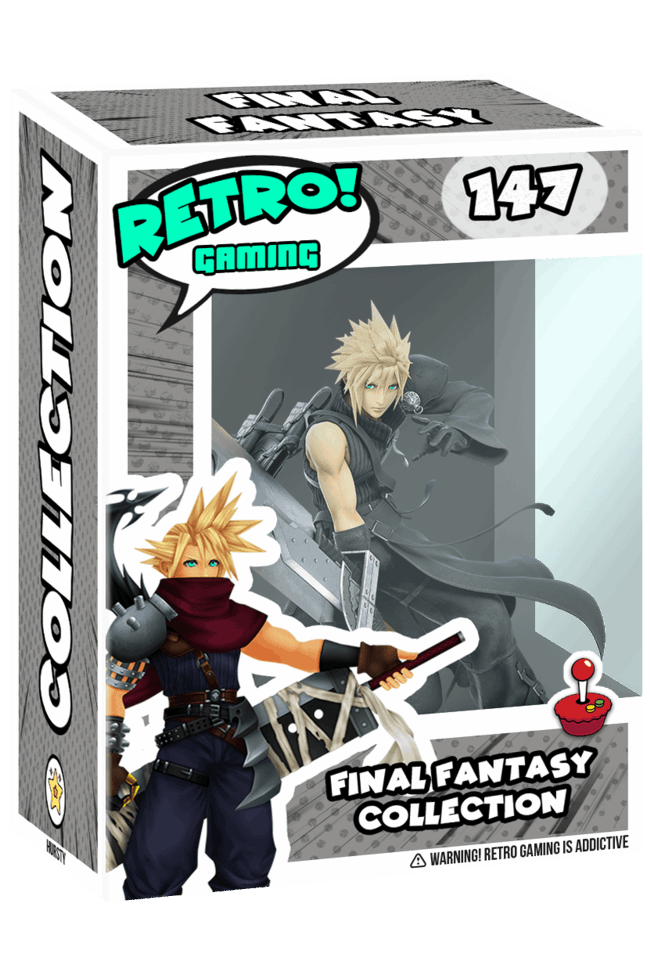 FINAL
FANTASY
RETRO!
GAMING
147
COLLECTION
FINAL FANTASY
COLLECTION
HURSTY
WARNING! RETRO GAMING IS ADDICTIVE